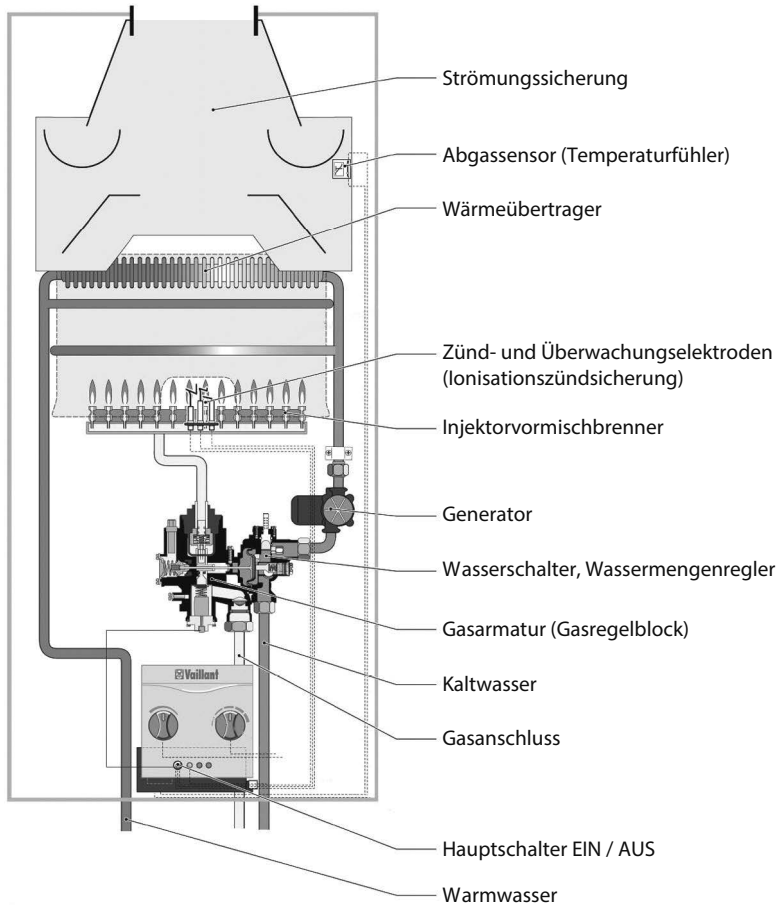 Strömungssicherung
Abgassensor (Temperaturfühler)
Wärmeübertrager
Zünd- und Überwachungselektroden
(Ionisationszündsicherung)
Injektorvormischbrenner
Generator
Wasserschalter, Wassermengenregler
Gasarmatur (Gasregelblock)
Vaillant
Kaltwasser
Gasanschluss
Hauptschalter EIN / AUS
Warmwasser